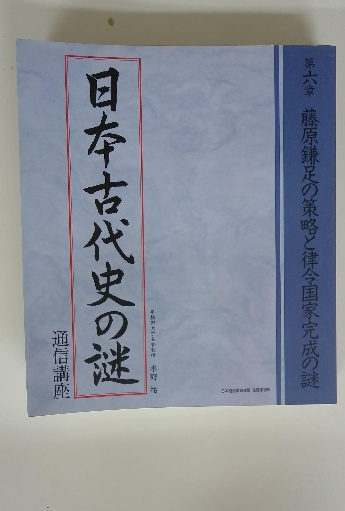 第六章 藤原鎌足の策略と律令国家完成の謎
日本古代史の謎
通信講座
水野 祐